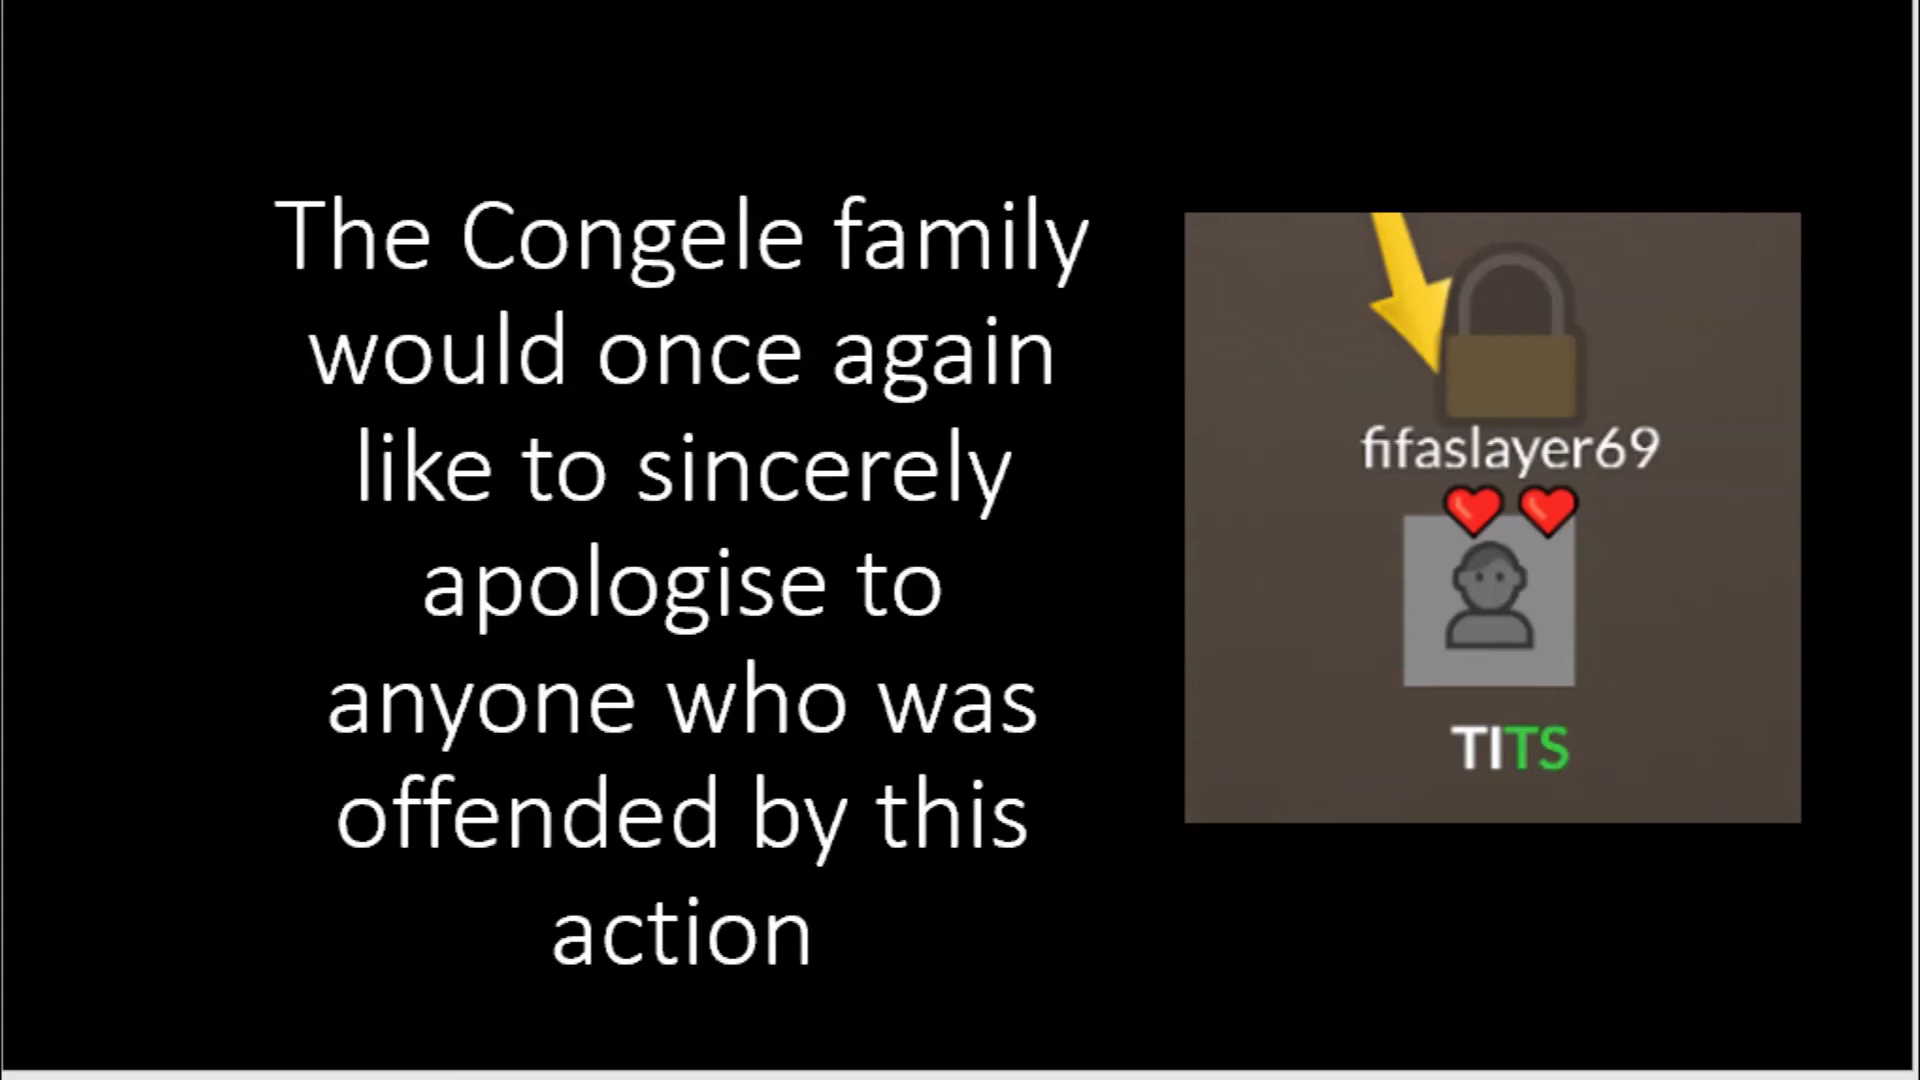 The Congele family
would once again
like to sincerely
apologise to
anyone who was
offended by this
action
fifaslayer69
TITS